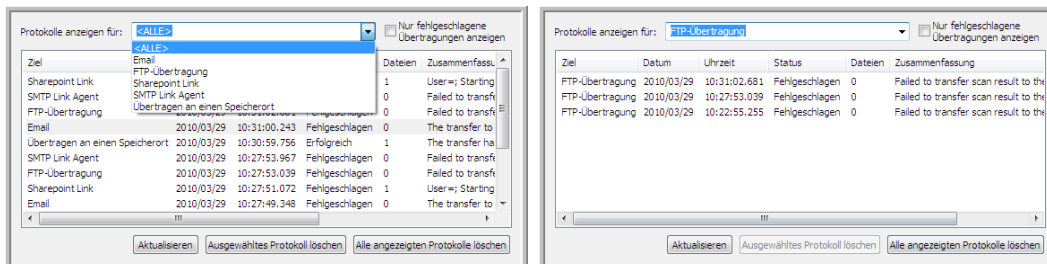 Protokolle anzeigen für: <ALLE> Nur fehlgeschlagene Übertragungen anzeigen
<ALLE>
Email
FTP-Übertragung
Sharepoint Link
SMTP Link Agent
Übertragen an einen Speicherort
Ziel Dateien Zusammenfassu
Sharepoint Link 1 User=; Starting
SMTP Link Agent 0 Failed to transfe
FTP-Übertragung 2010/03/29 10:31:02.681 Fehlgeschlagen 0 Failed to transfe
Email 2010/03/29 10:31:00.243 Fehlgeschlagen 0 The transfer to
Übertragen an einen Speicherort 2010/03/29 10:30:59.756 Erfolgreich 1 The transfer ha
SMTP Link Agent 2010/03/29 10:27:53.967 Fehlgeschlagen 0 Failed to transfe
FTP-Übertragung 2010/03/29 10:27:53.039 Fehlgeschlagen 0 Failed to transfe
Sharepoint Link 2010/03/29 10:27:51.072 Fehlgeschlagen 1 User=; Starting
Email 2010/03/29 10:27:49.348 Fehlgeschlagen 0 The transfer to
Aktualisieren Ausgewähltes Protokoll löschen Alle angezeigten Protokolle löschen
Protokolle anzeigen für: FTP-Übertragung Nur fehlgeschlagene Übertragungen anzeigen
Ziel Datum Uhrzeit Status Dateien Zusammenfassung
FTP-Übertragung 2010/03/29 10:31:02.681 Fehlgeschlagen 0 Failed to transfer scan result to the
FTP-Übertragung 2010/03/29 10:27:53.039 Fehlgeschlagen 0 Failed to transfer scan result to the
FTP-Übertragung 2010/03/29 10:22:55.255 Fehlgeschlagen 0 Failed to transfer scan result to the
Aktualisieren Ausgewähltes Protokoll löschen Alle angezeigten Protokolle löschen